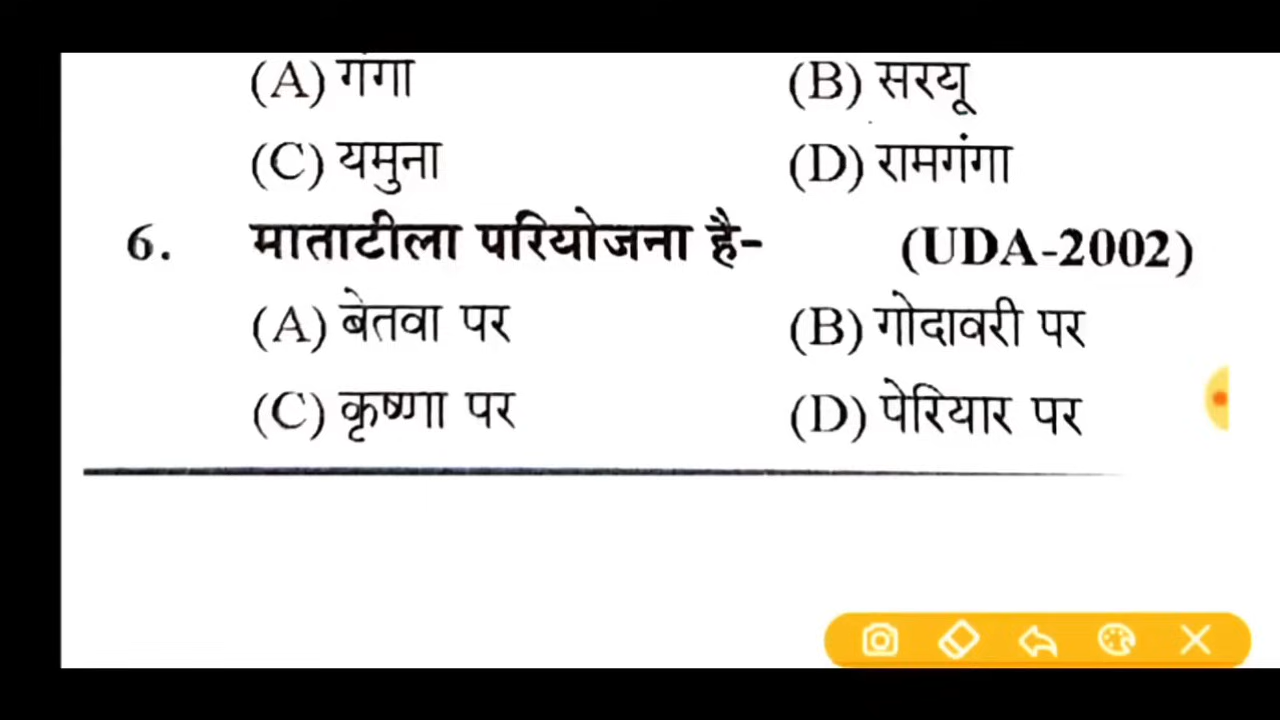 (A) गंगा (B) सरयू
(C) यमुना (D) रामगंगा
6. माताटीला परियोजना है- (UDA-2002)
(A) बेतवा पर (B) गोदावरी पर
(C) कृष्णा पर (D) पेरियार पर